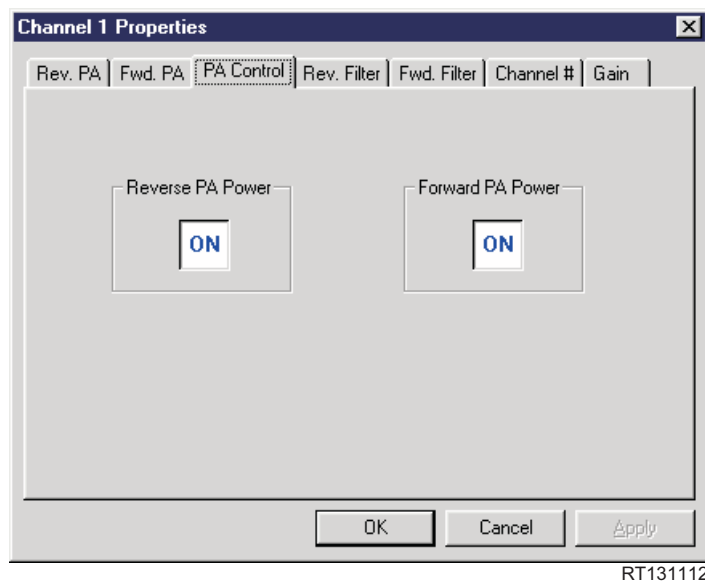 Channel 1 Properties
Rev. PA Fwd. PA PA Control Rev. Filter Fwd. Filter Channel # Gain
Reverse PA Power Forward PA Power
ON ON
OK Cancel Apply
RT131112